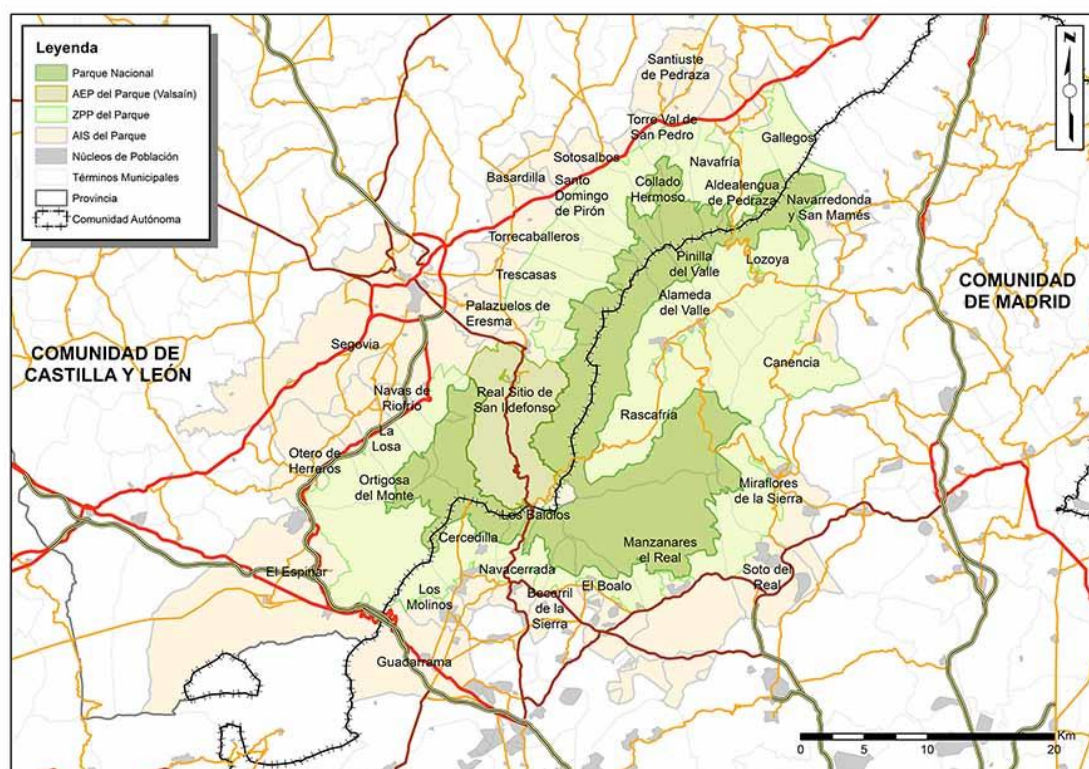 Leyenda
Parque Nacional
AEP del Parque (Valsaín)
ZPP del Parque
AIS del Parque
Núcleos de Población
Términos Municipales
Provincia
Comunidad Autónoma
N
Santiuste
de Pedraza
Torre Val de
San Pedro
Gallegos
Sotosalbos
Navafría
Basardilla
Santo
Domingo
de Pirón
Collado
Hermoso
Aldealengua
de Pedraza
Navarredonda
y San Mamés
Torrecaballeros
Pinilla
del Valle
Lozoya
Trescasas
COMUNIDAD
DE MADRID
Palazuelos de
Eresma
Alameda
del Valle
Segovia
COMUNIDAD DE
CASTILLA Y LEÓN
Canencia
Navas de
Riofrío
Real Sitio de
San Ildefonso
Rascafría
La
Losa
Otero de
Herreros
Ortigosa
del Monte
Miraflores
de la Sierra
Los Baldíos
Cercedilla
Manzanares
el Real
El Espinar
Navacerrada
Soto del
Real
Los
Molinos
El Boalo
Becerril
de la
Sierra
Guadarrama
Km
0 5 10 20